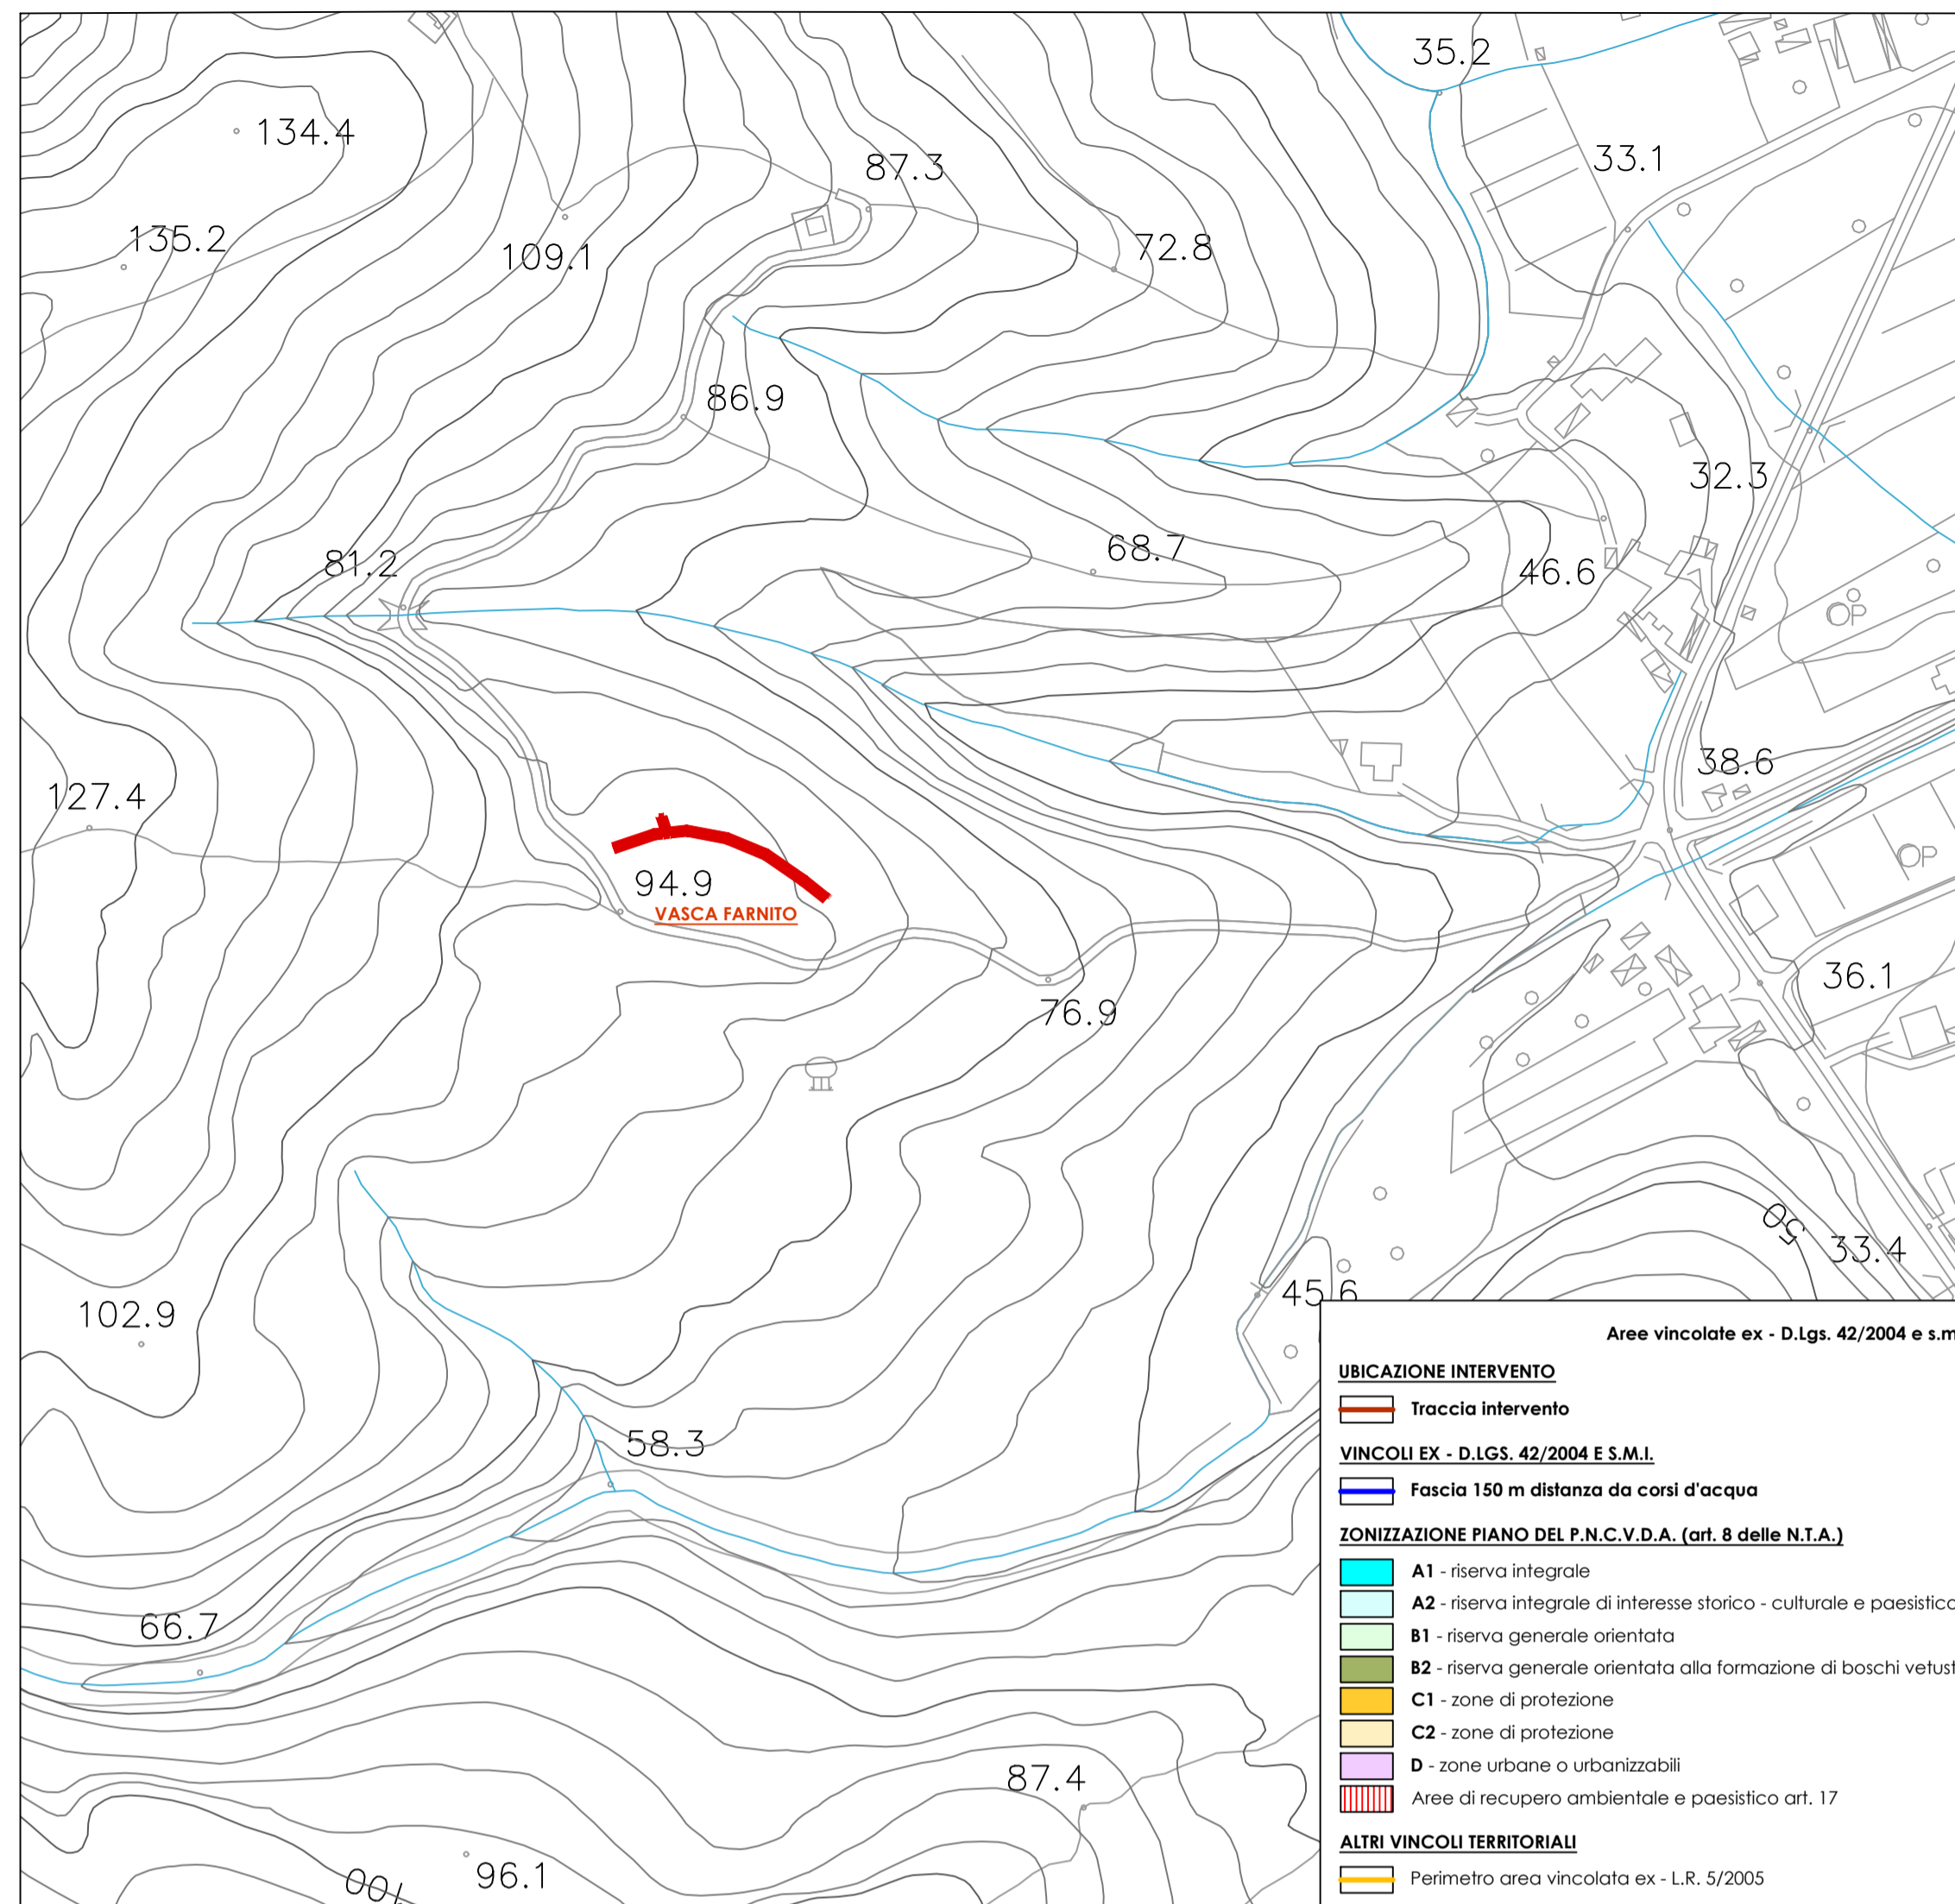 35.2
134.4
33.1
87.3
135.2
109.1
72.8
86.9
32.3
68.7
81.2
46.6
P
38.6
127.4
P
94.9
VASCA FARNITO
36.1
76.9
50
33.4
45.6
102.9
58.3
66.7
87.4
96.1
100
Aree vincolate ex - D.Lgs. 42/2004 e s.m
UBICAZIONE INTERVENTO
Traccia intervento
VINCOLI EX - D.LGS. 42/2004 E S.M.I.
Fascia 150 m distanza da corsi d'acqua
ZONIZZAZIONE PIANO DEL P.N.C.V.D.A. (art. 8 delle N.T.A.)
A1 - riserva integrale
A2 - riserva integrale di interesse storico - culturale e paesistico
B1 - riserva generale orientata
B2 - riserva generale orientata alla formazione di boschi vetust
C1 - zone di protezione
C2 - zone di protezione
D - zone urbane o urbanizzabili
Aree di recupero ambientale e paesistico art. 17
ALTRI VINCOLI TERRITORIALI
Perimetro area vincolata ex - L.R. 5/2005